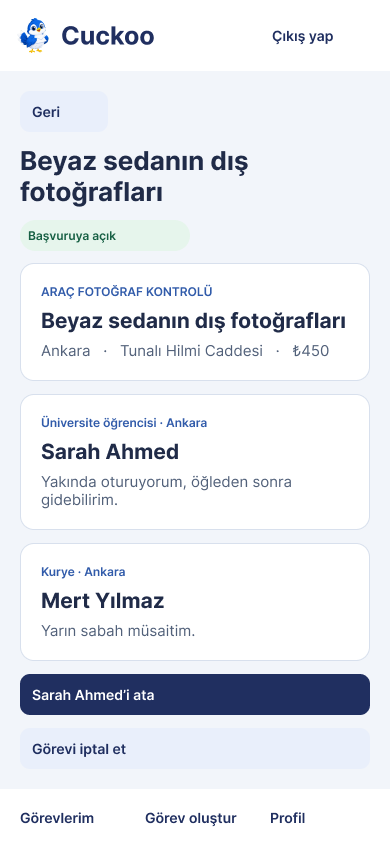 Cuckoo
Çıkış yap
Geri
Beyaz sedanın dış
fotoğrafları
Başvuruya açık
ARAÇ FOTOĞRAF KONTROLÜ
Beyaz sedanın dış fotoğrafları
Ankara · Tunalı Hilmi Caddesi · ₺450
Üniversite öğrencisi · Ankara
Sarah Ahmed
Yakında oturuyorum, öğleden sonra
gidebilirim.
Kurye · Ankara
Mert Yılmaz
Yarın sabah müsaitim.
Sarah Ahmed’i ata
Görevi iptal et
Görevlerim
Görev oluştur
Profil